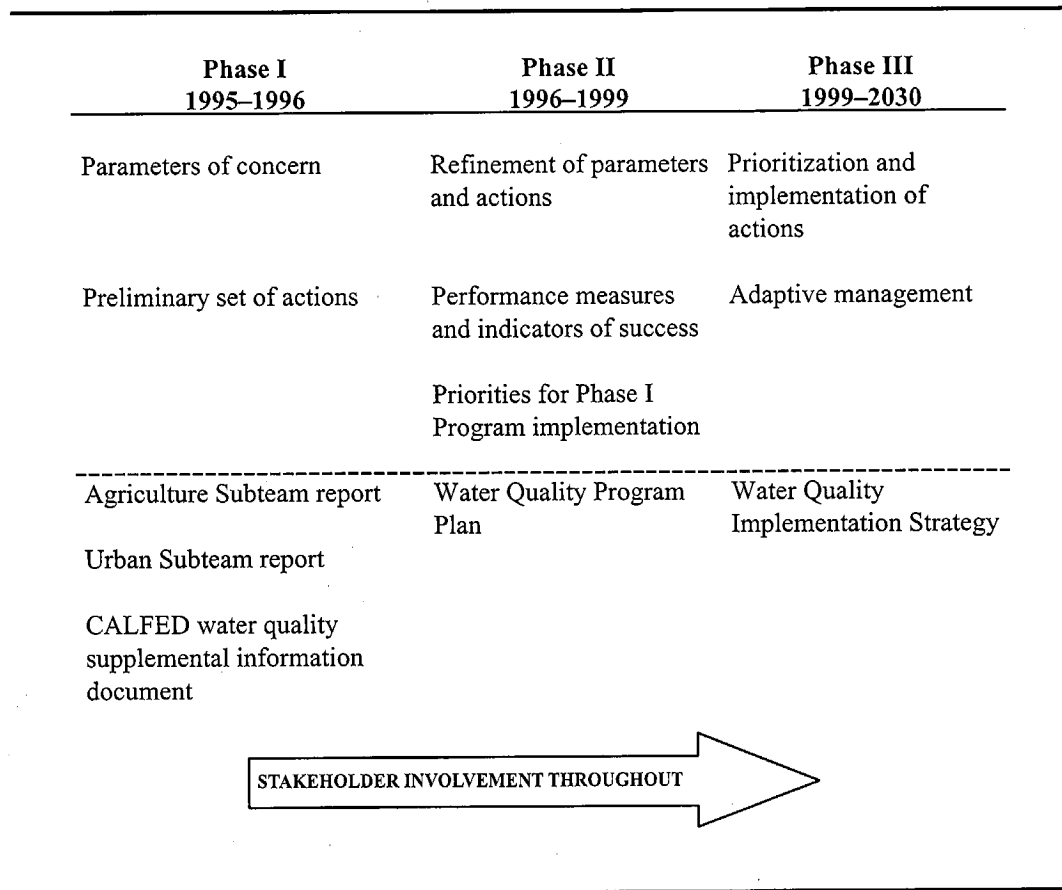 Phase I
1995–1996
Phase II
1996–1999
Phase III
1999–2030
Parameters of concern
Refinement of parameters
and actions
Prioritization and
implementation of
actions
Preliminary set of actions
Performance measures
and indicators of success
Adaptive management
Priorities for Phase I
Program implementation
Agriculture Subteam report
Water Quality Program
Plan
Water Quality
Implementation Strategy
Urban Subteam report
CALFED water quality
supplemental information
document
STAKEHOLDER INVOLVEMENT THROUGHOUT